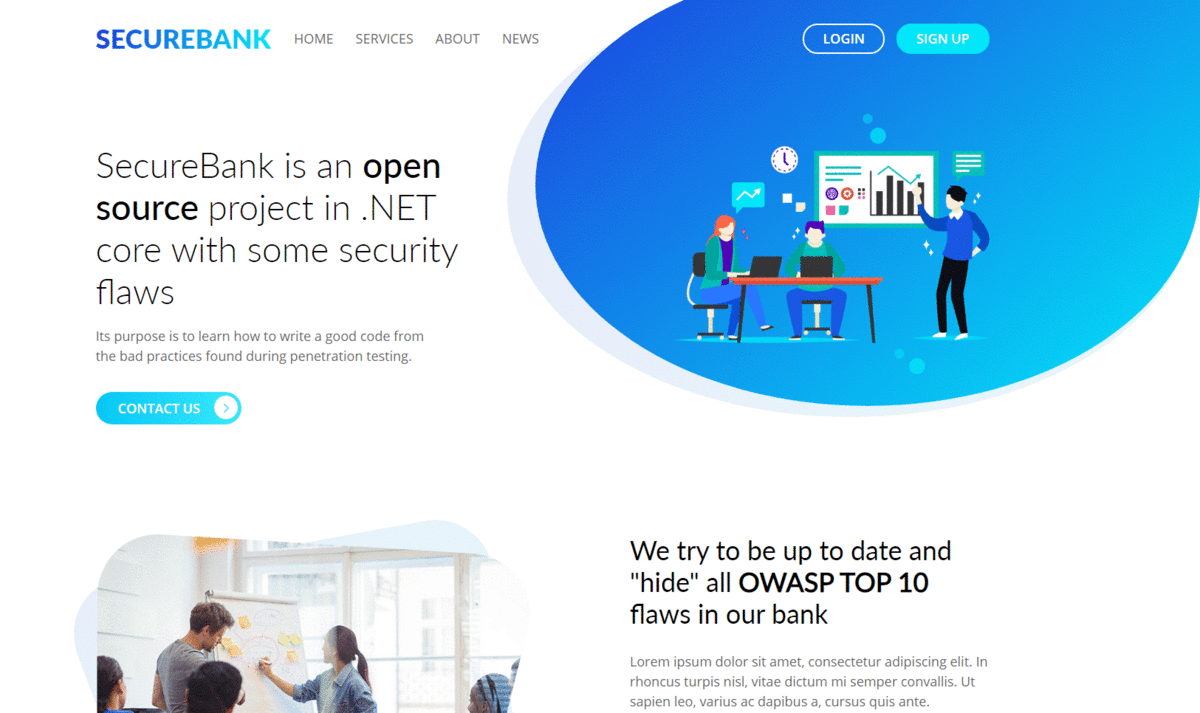 SECUREBANK
HOME
SERVICES
ABOUT
NEWS
LOGIN
SIGN UP
SecureBank is an open
source project in .NET
core with some security
flaws
Its purpose is to learn how to write a good code from
the bad practices found during penetration testing.
CONTACT US
We try to be up to date and
"hide" all OWASP TOP 10
flaws in our bank
Lorem ipsum dolor sit amet, consectetur adipiscing elit. In
rhoncus turpis nisl, vitae dictum mi semper convallis. Ut
sapien leo, varius ac dapibus a, cursus quis ante.